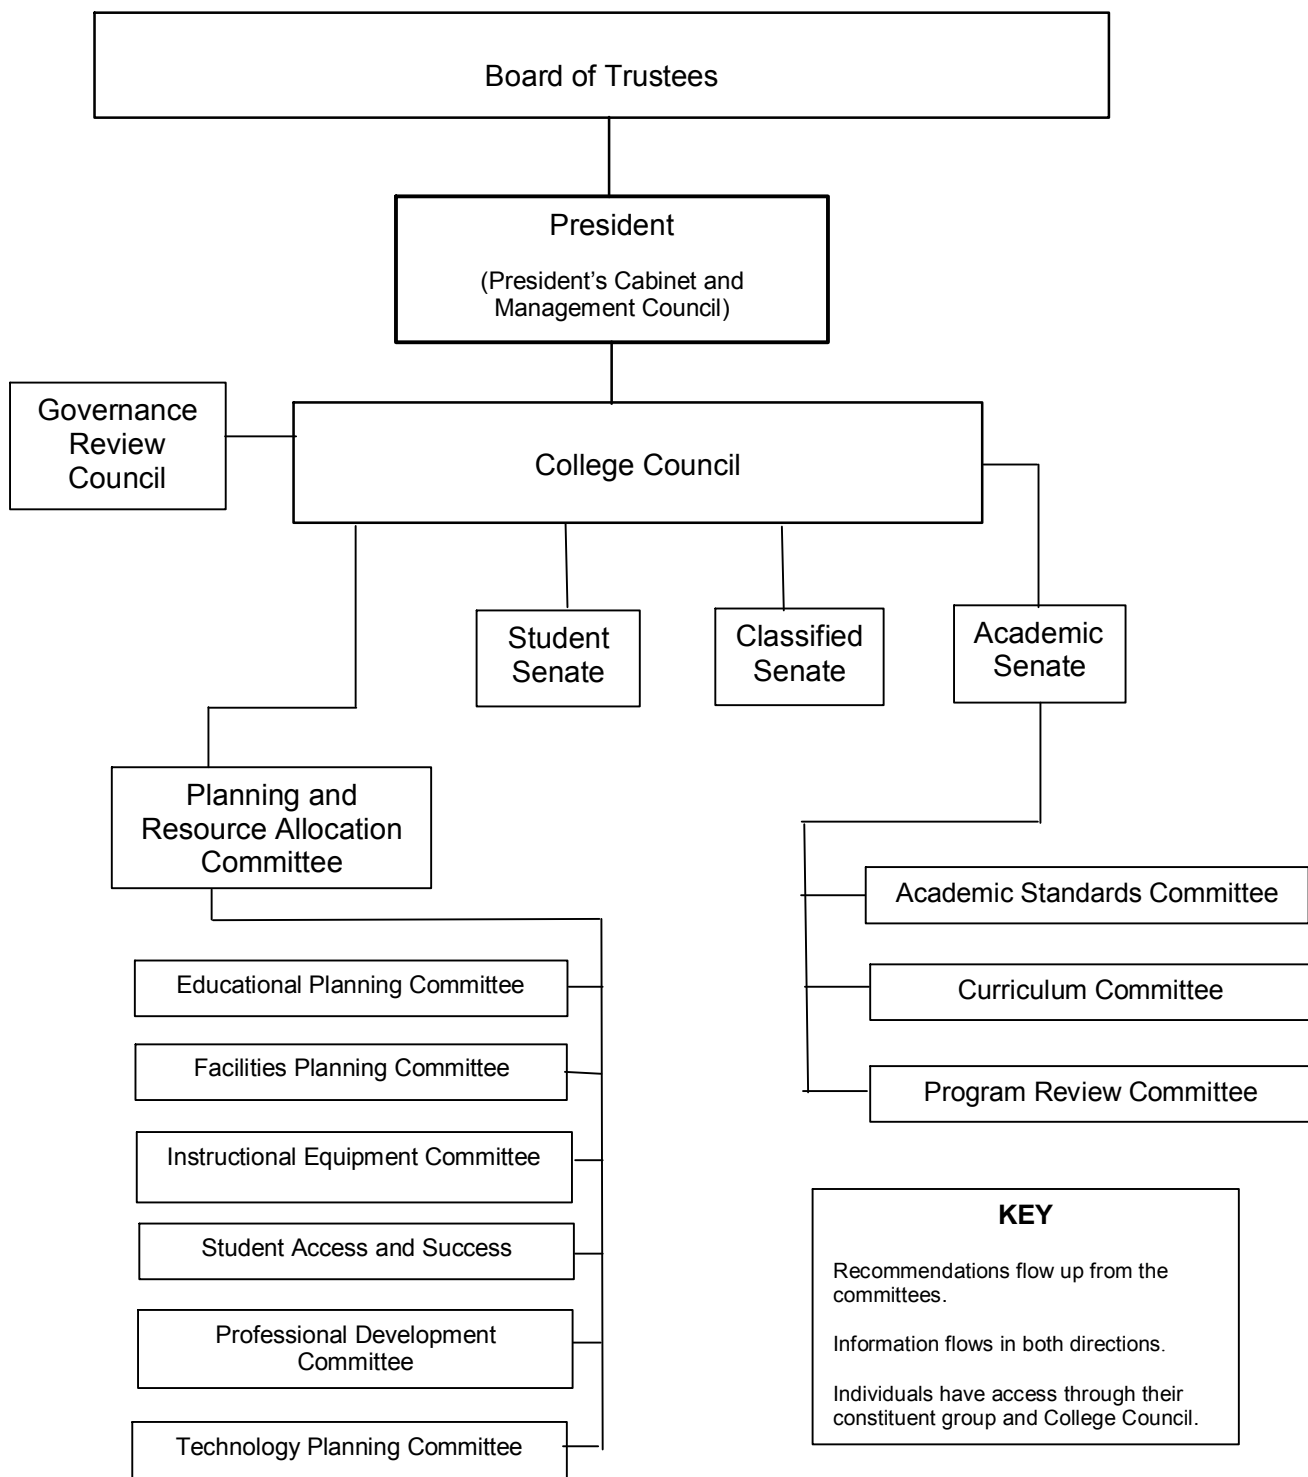 Board of Trustees
President
(President’s Cabinet and
Management Council)
Governance
Review
Council
College Council
Student
Senate
Classified
Senate
Academic
Senate
Planning and
Resource Allocation
Committee
Academic Standards Committee
Educational Planning Committee
Curriculum Committee
Facilities Planning Committee
Program Review Committee
Instructional Equipment Committee
Student Access and Success
Professional Development
Committee
Technology Planning Committee
KEY
Recommendations flow up from the
committees.
Information flows in both directions.
Individuals have access through their
constituent group and College Council.